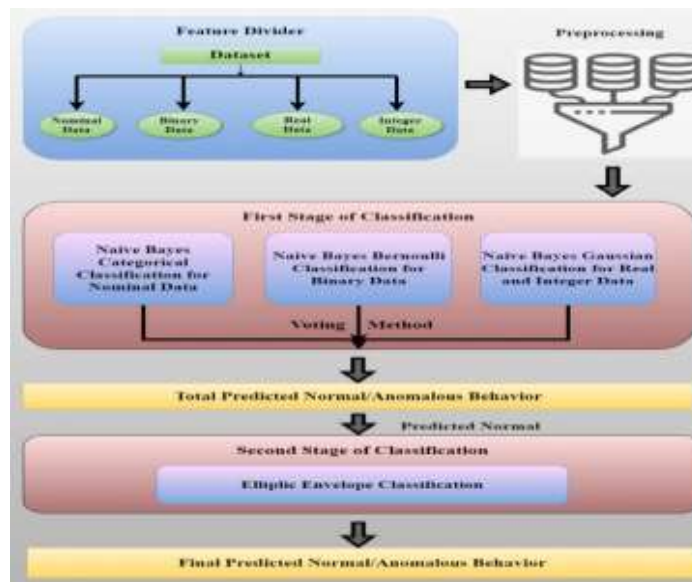 Feature Divider
Dataset
Nominal
Data
Binary
Data
Real
Data
Integer
Data
Preprocessing
First Stage of Classification
Naive Bayes
Categorical
Classification for
Nominal Data
Naive Bayes Bernoulli
Classification for
Binary Data
Naive Bayes Gaussian
Classification for Real
and Integer Data
Voting Method
Total Predicted Normal/Anomalous Behavior
Predicted Normal
Second Stage of Classification
Elliptic Envelope Classification
Final Predicted Normal/Anomalous Behavior